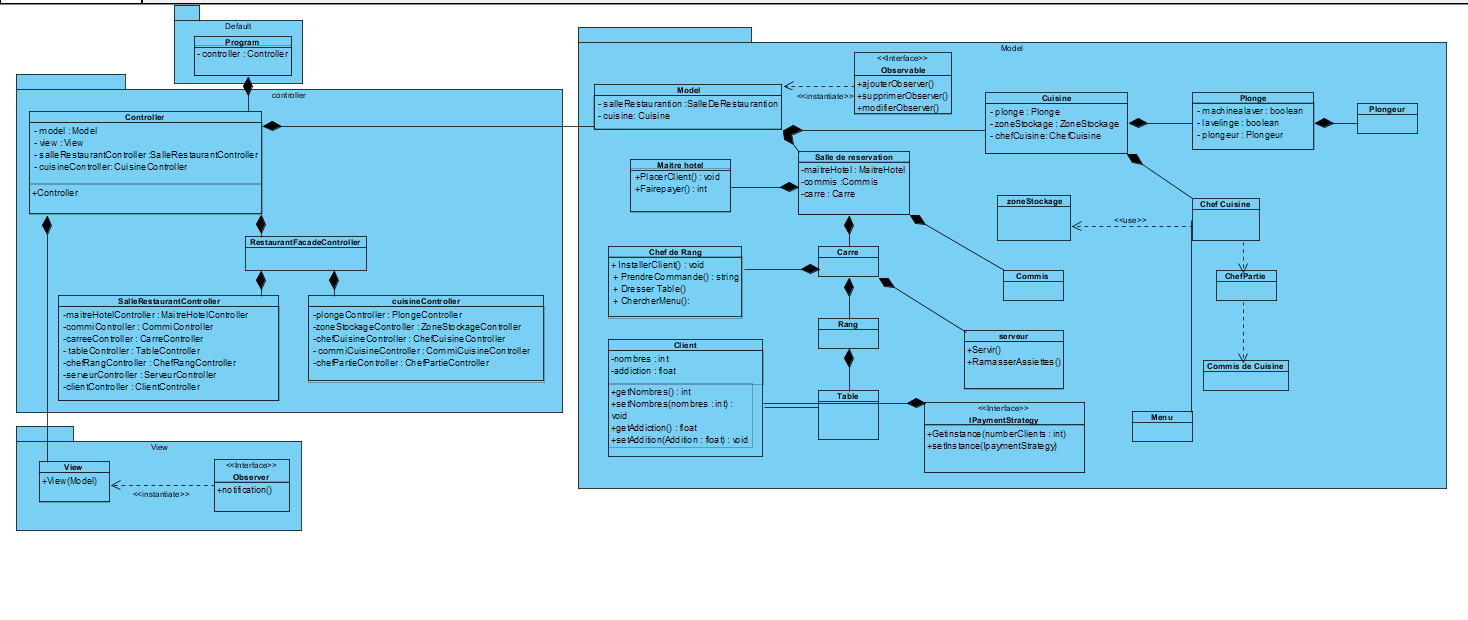 Default
Program
- controller : Controller
controller
Controller
- model : Model
- view : View
- salleRestaurantController :SalleRestaurantController
- cuisineController: CuisineController
+Controller
RestaurantFacadeController
SalleRestaurantController
-maitreHotelController : MaitreHotelController
-commiController : CommiController
-carreeController : CarreController
- tableController : TableController
-chefRangController : ChefRangController
-serveurController : ServeurController
-clientController : ClientController
cuisineController
-plongeController : PlongeController
-zoneStockageController : ZoneStockageController
-chefCuisineController : ChefCuisineController
- commiCuisineController : CommiCuisineController
-chefPartieController : ChefPartieController
View
View
+View(Model)
<<instantiate>>
<<Interface>>
Observer
+notification()
Model
Model
- salleRestaurantion :SalleDeRestaurantion
- cuisine: Cuisine
<<instantiate>>
<<Interface>>
Observable
+ajouterObserver()
+supprimerObserver()
+modifierObserver()
Cuisine
- plonge : Plonge
- zoneStockage : ZoneStockage
- chefCuisine: ChefCuisine
Plonge
- machinealaver : boolean
- lavelinge : boolean
- plongeur : Plongeur
Plongeur
Maitre hotel
+PlacerClient() : void
+Fairepayer() : int
Salle de reservation
-maitreHotel : MaitreHotel
-commis :Commis
-carre : Carre
zoneStockage
<<use>>
Chef Cuisine
Chef de Rang
+ InstallerClient() : void
+ PrendreCommande() : string
+ Dresser Table()
+ ChercherMenu():
Carre
Commis
ChefPartie
Rang
serveur
+Servir()
+RamasserAssiettes()
Client
-nombres : int
-addiction : float
+getNombres() : int
+setNombres(nombres : int) :
void
+getAddiction() : float
+setAddition(Addition : float) : void
Table
<<Interface>>
IPaymentStrategy
+Getinstance(numberClients : int)
+setInstance(IpaymentStrategy)
Commis de Cuisine
Menu